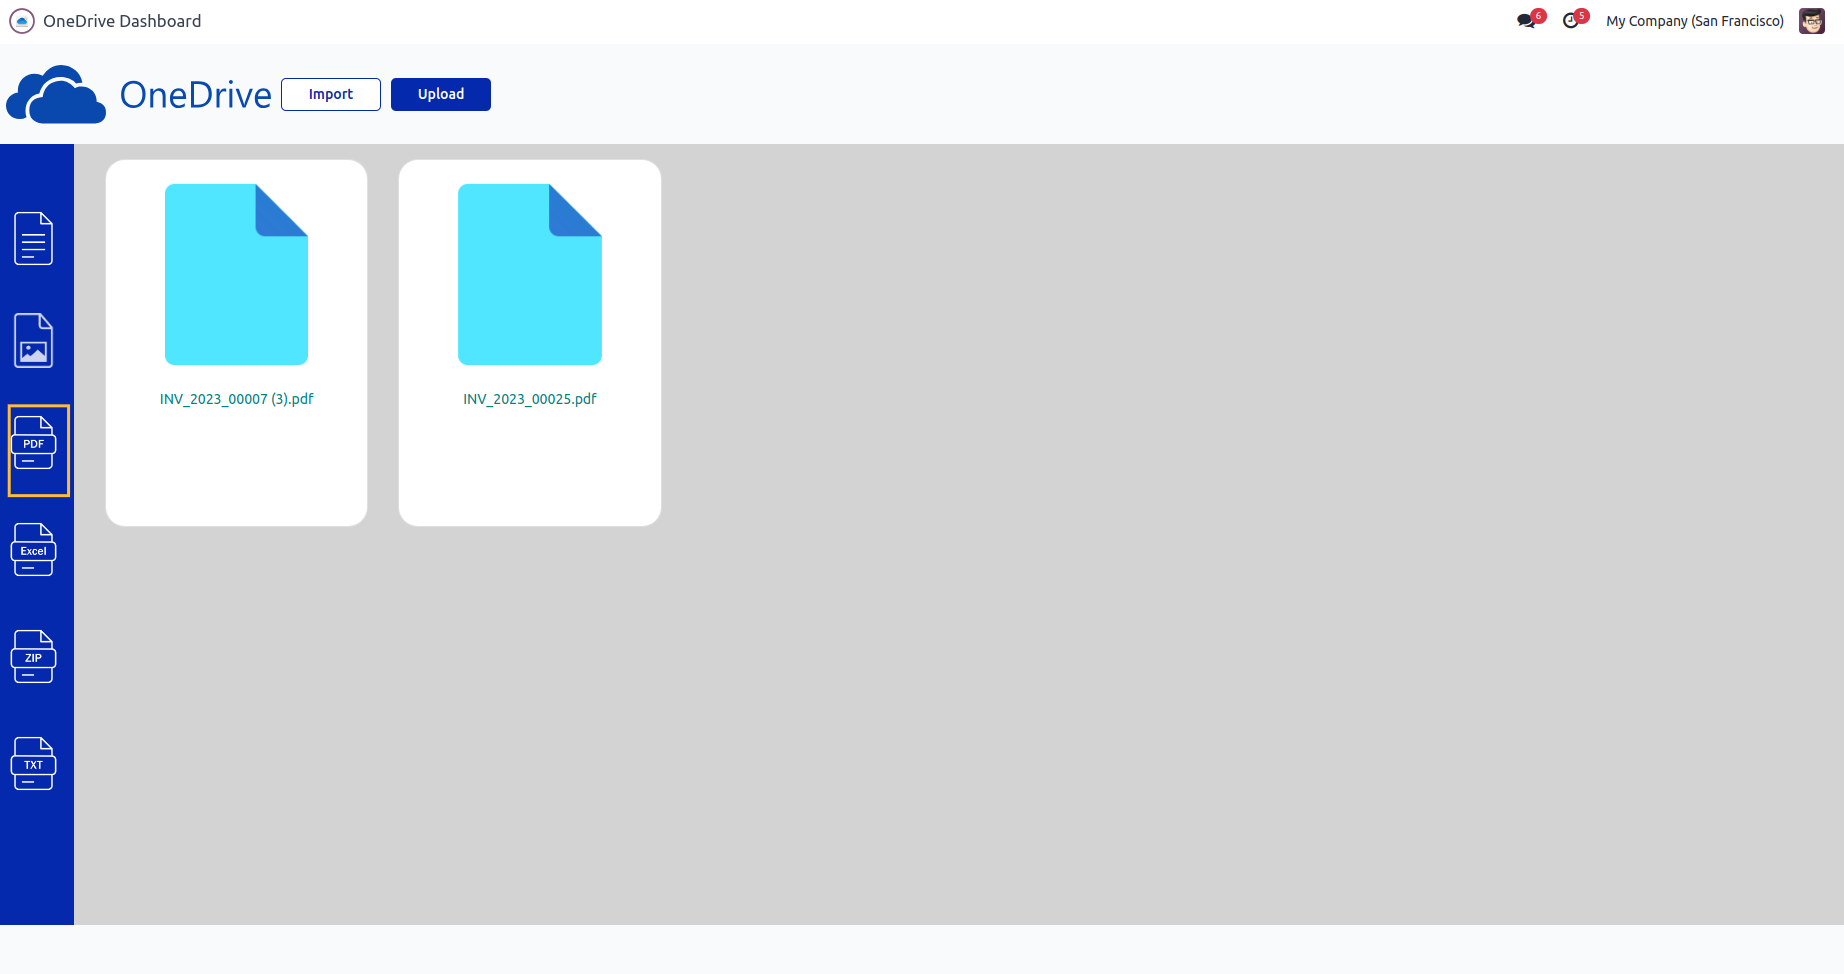 OneDrive Dashboard
6
5
My Company (San Francisco)
OneDrive
Import
Upload
INV_2023_00007 (3).pdf
INV_2023_00025.pdf
PDF
Excel
ZIP
TXT